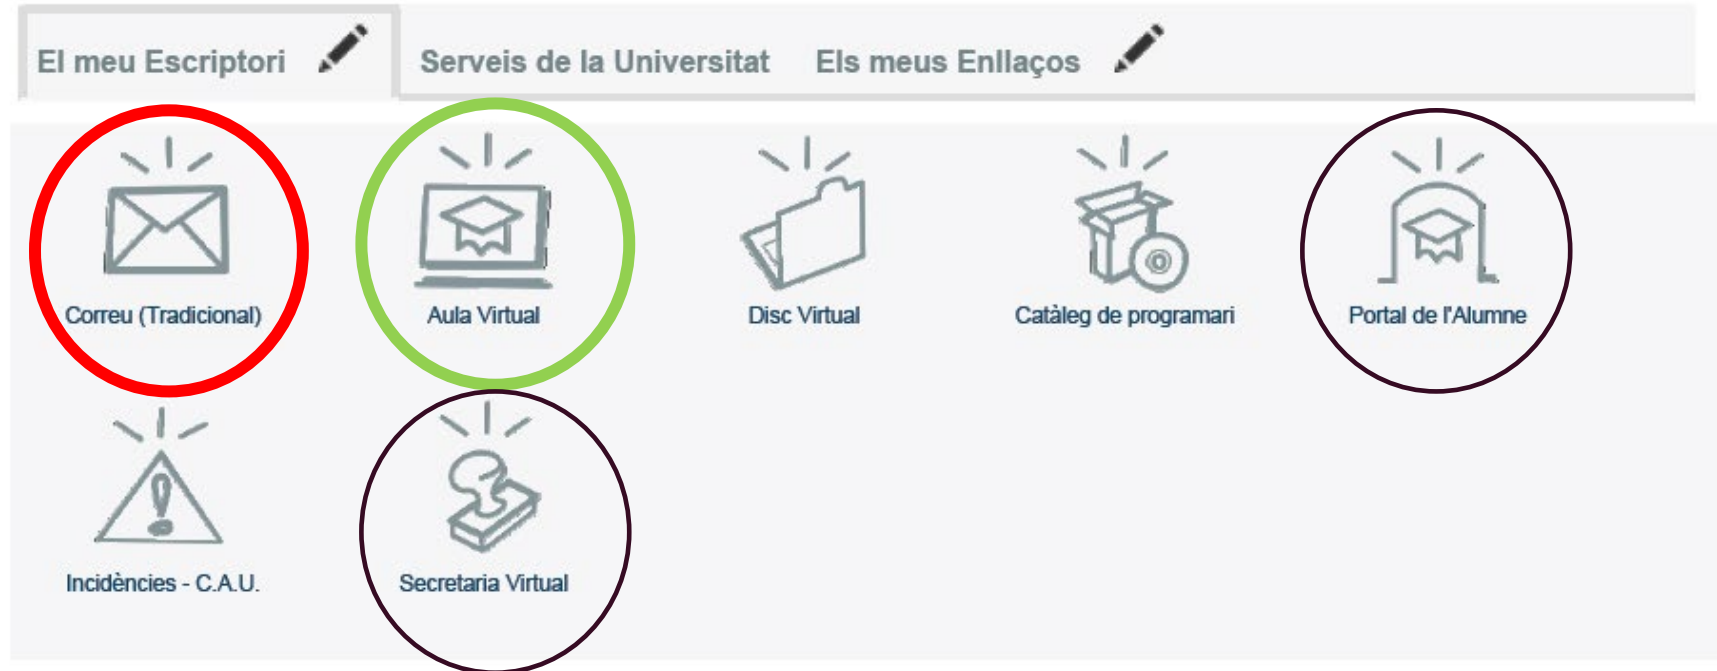 El meu Escriptori
Serveis de la Universitat
Els meus Enllaços
Correu (Tradicional)
Aula Virtual
Disc Virtual
Catàleg de programari
Portal de l'Alumne
Incidències - C.A.U.
Secretaria Virtual